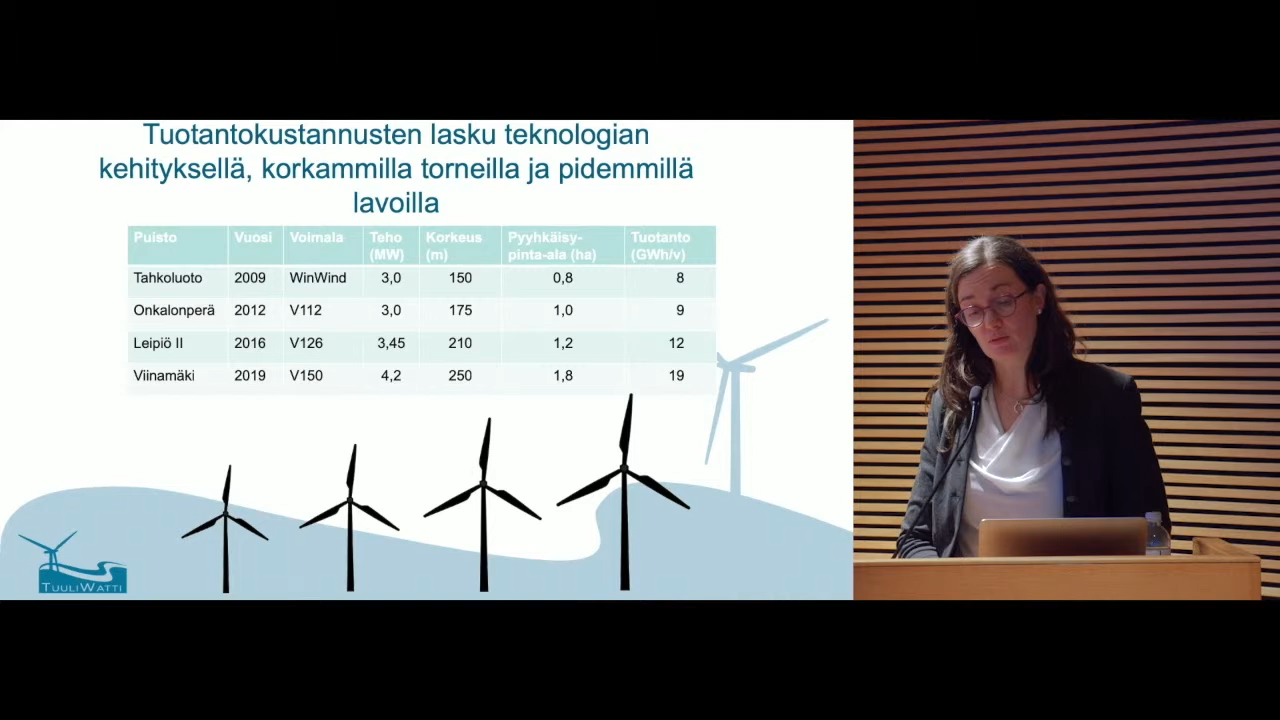 Tuotantokustannusten lasku teknologian
kehityksellä, korkammilla torneilla ja pidemmillä
lavoilla
Puisto Vuosi Voimala Teho (MW) Korkeus (m) Pyyhkäisy-pinta-ala (ha) Tuotanto (GWh/v)
Tahkoluoto 2009 WinWind 3,0 150 0,8 8
Onkalonperä 2012 V112 3,0 175 1,0 9
Leipiö II 2016 V126 3,45 210 1,2 12
Viinamäki 2019 V150 4,2 250 1,8 19
TUULIWATTI